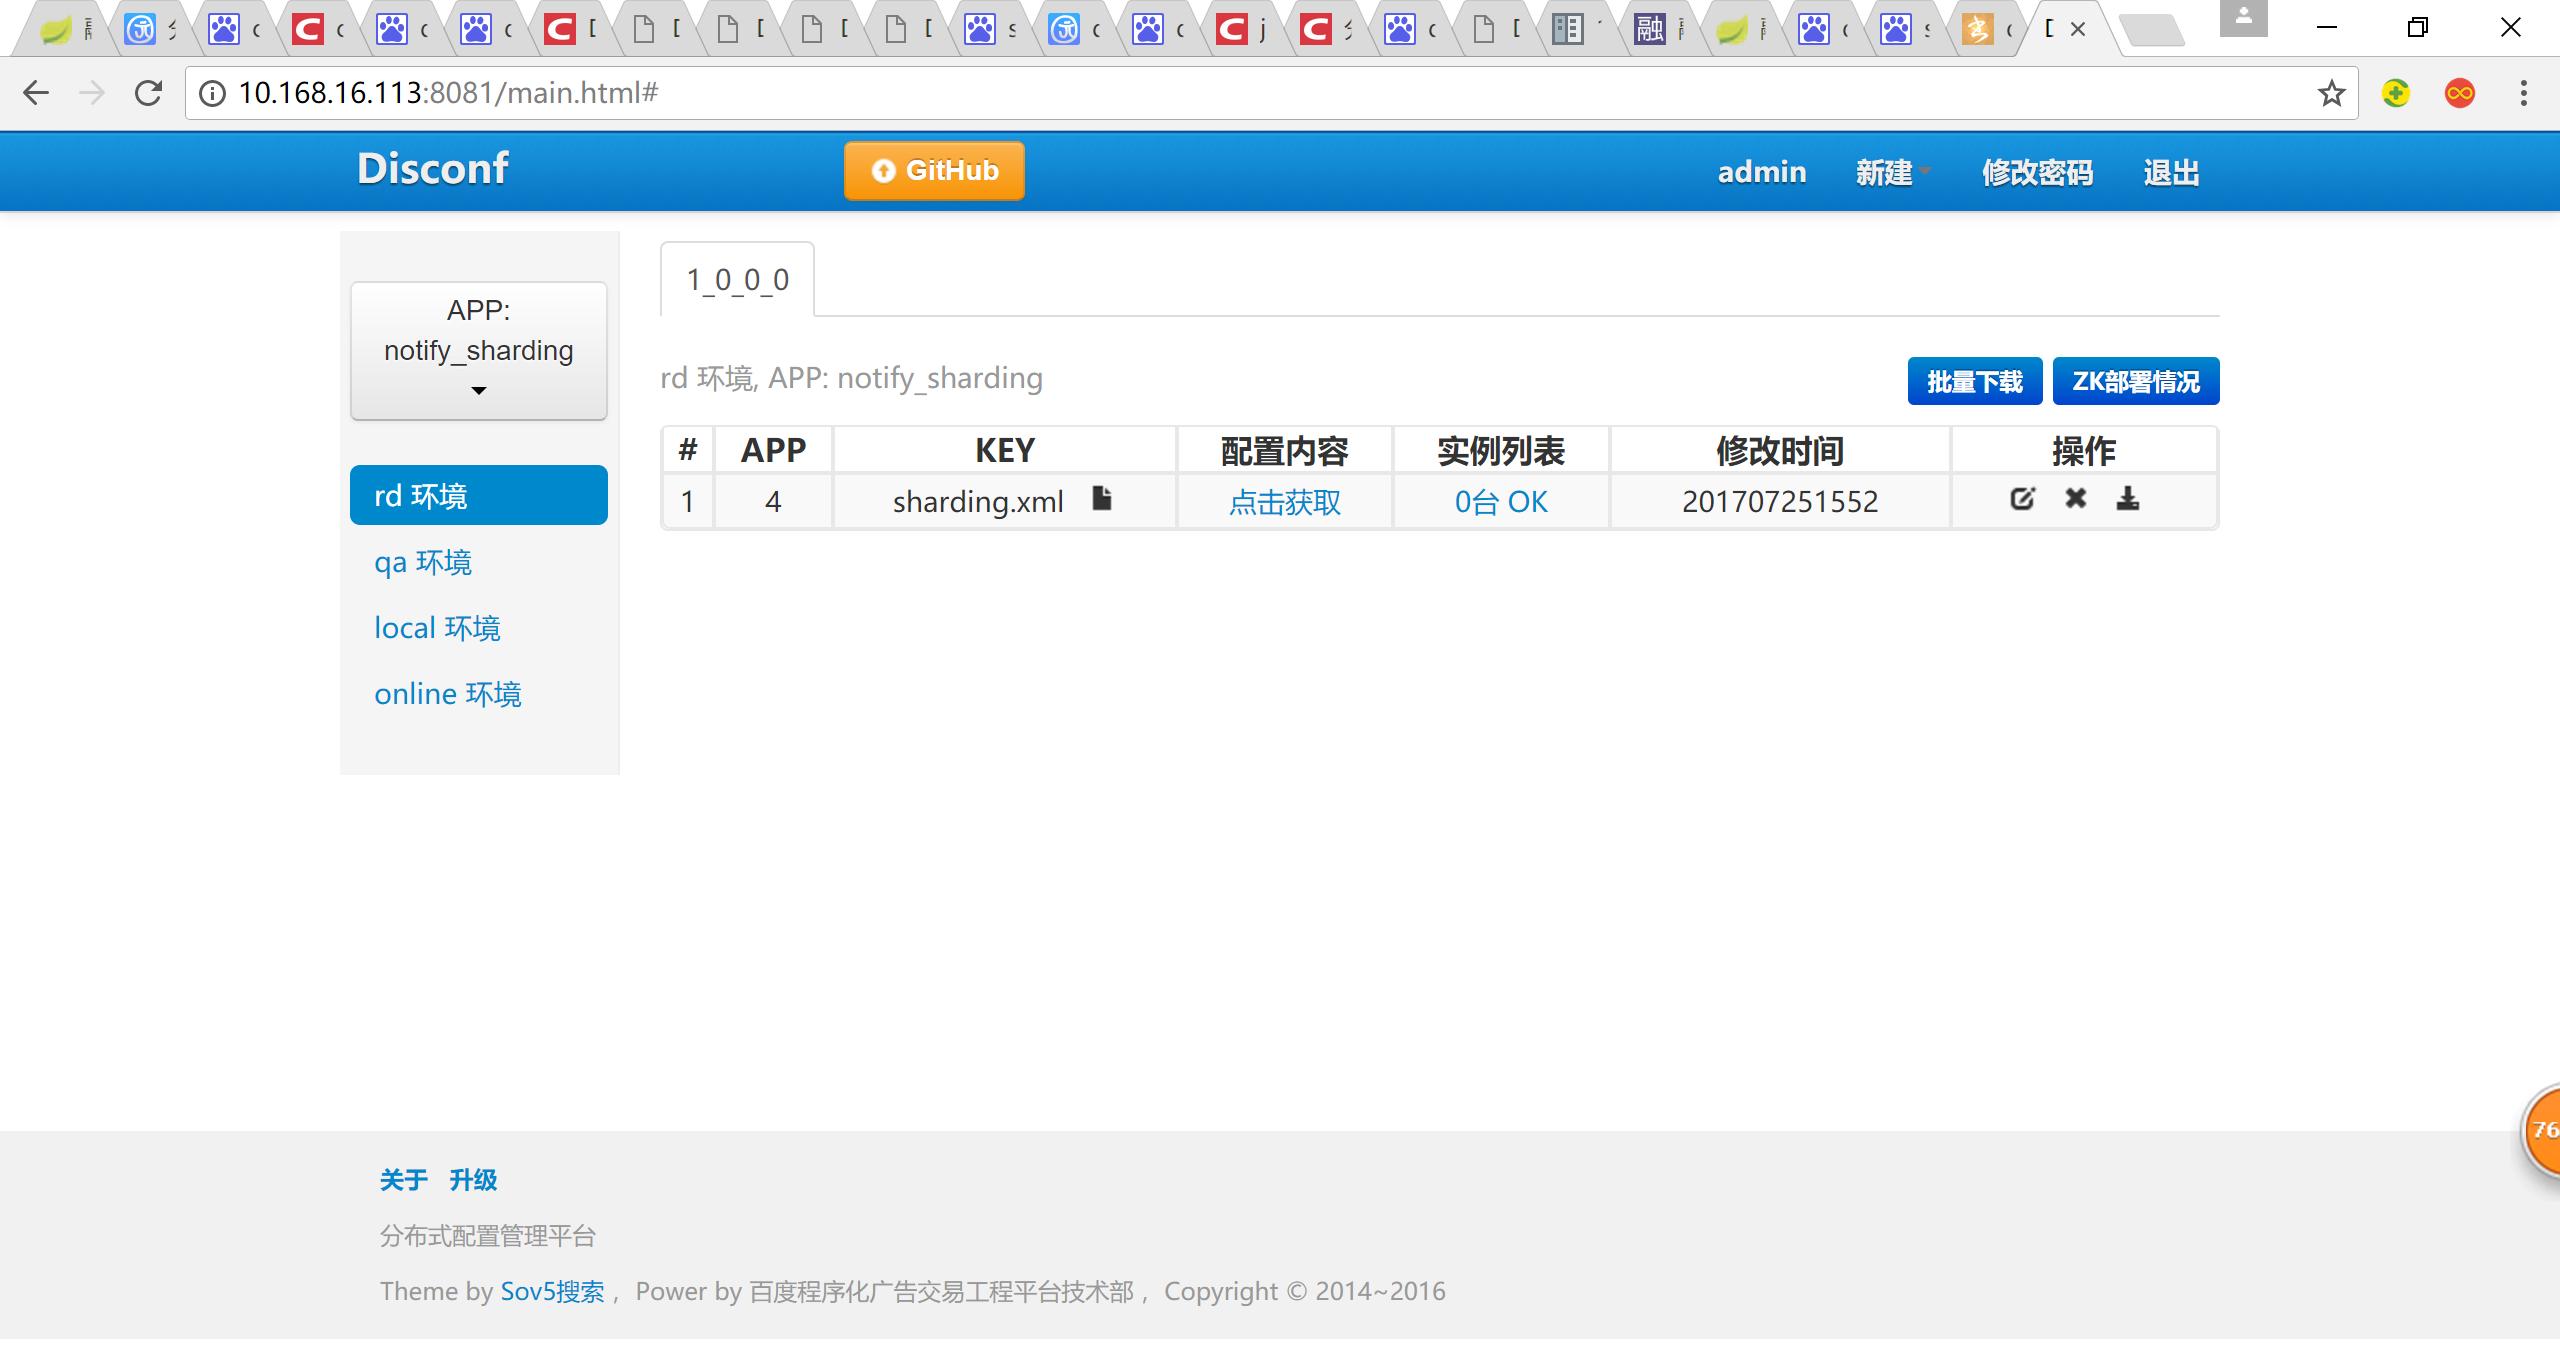 10.168.16.113:8081/main.html#
Disconf
GitHub
admin
新建
修改密码
退出
APP:
notify_sharding
rd 环境
qa 环境
local 环境
online 环境
1_0_0_0
rd 环境, APP: notify_sharding
批量下载
ZK部署情况
# APP KEY 配置内容 实例列表 修改时间 操作
1 4 sharding.xml 点击获取 0台 OK 201707251552
76
关于 升级
分布式配置管理平台
Theme by Sov5搜索 ，Power by 百度程序化广告交易工程平台技术部 ，Copyright © 2014~2016